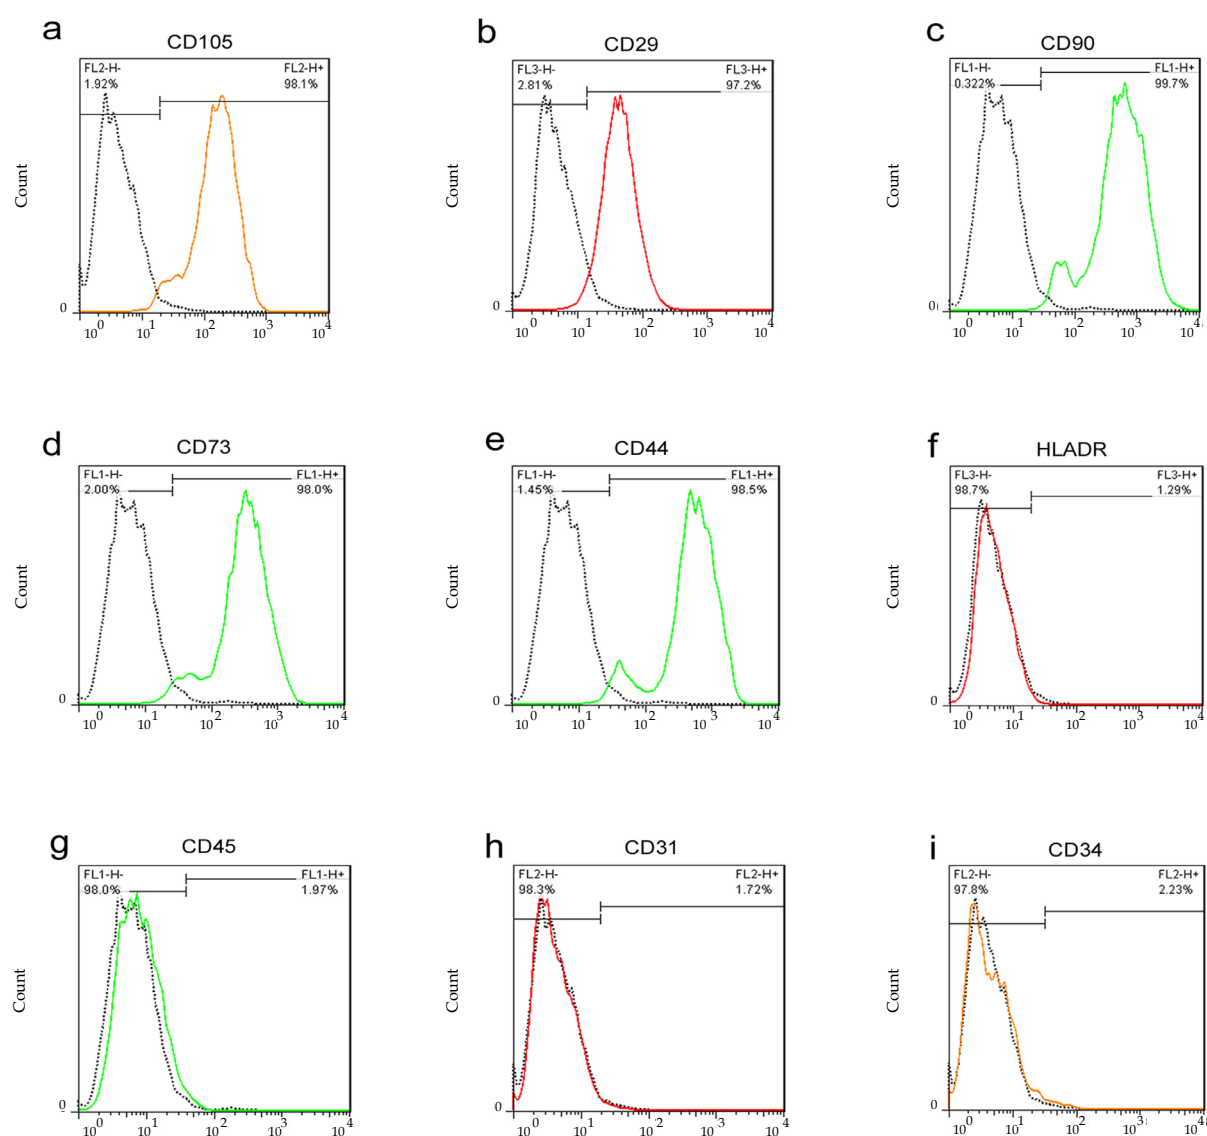 a
CD105
FL2-H- FL2-H+
1.92% 98.1%
Count
0
10^0 10^1 10^2 10^3 10^4
b
CD29
FL3-H- FL3-H+
2.81% 97.2%
Count
0
10^0 10^1 10^2 10^3 10^4
c
CD90
FL1-H- FL1-H+
0.322% 99.7%
Count
0
10^0 10^1 10^2 10^3 10^4
d
CD73
FL1-H- FL1-H+
2.00% 98.0%
Count
0
10^0 10^1 10^2 10^3 10^4
e
CD44
FL1-H- FL1-H+
1.45% 98.5%
Count
0
10^0 10^1 10^2 10^3 10^4
f
HLADR
FL3-H- FL3-H+
98.7% 1.29%
Count
0
10^0 10^1 10^2 10^3 10^4
g
CD45
FL1-H- FL1-H+
98.0% 1.97%
Count
0
10^0 10^1 10^2 10^3 10^4
h
CD31
FL2-H- FL2-H+
98.3% 1.72%
Count
0
10^0 10^1 10^2 10^3 10^4
i
CD34
FL2-H- FL2-H+
97.8% 2.23%
Count
0
10^0 10^1 10^2 10^3 10^4